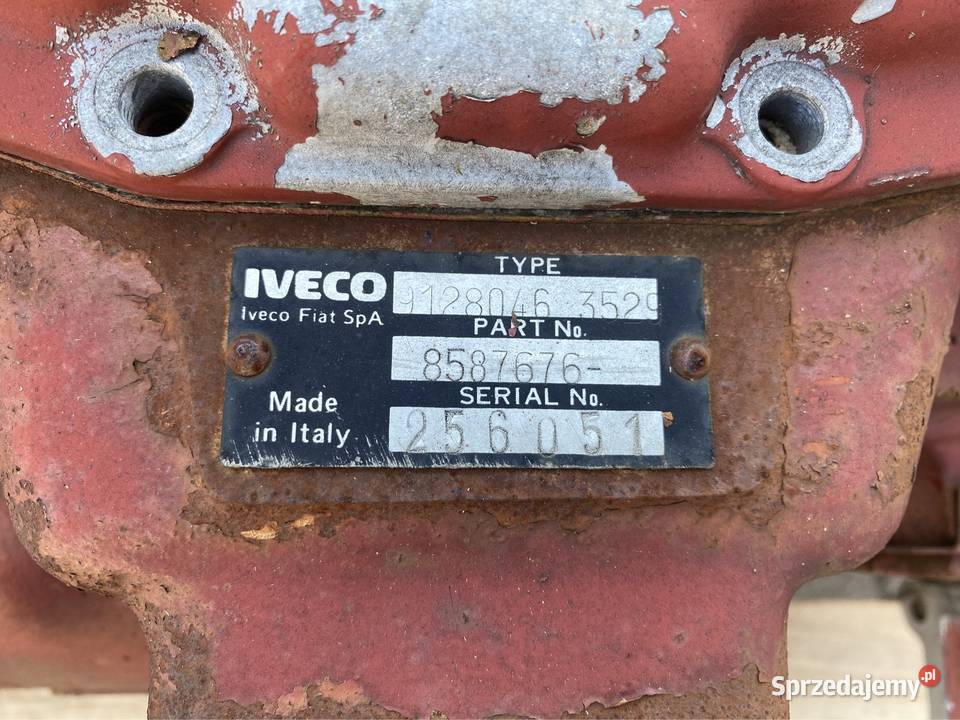 IVECO
Iveco Fiat SpA
Made
in Italy
TYPE
9128046 3529
PART No.
8587676-
SERIAL No.
256051
Sprzedajemy.pl